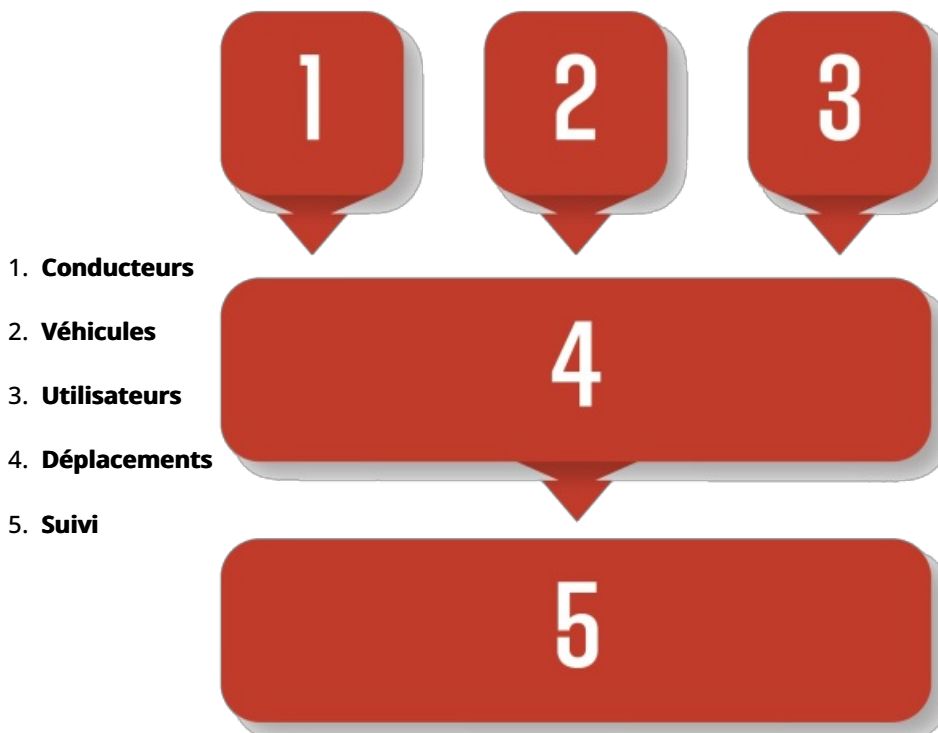 1
2
3
1. Conducteurs
2. Véhicules
3. Utilisateurs
4. Déplacements
5. Suivi
4
5